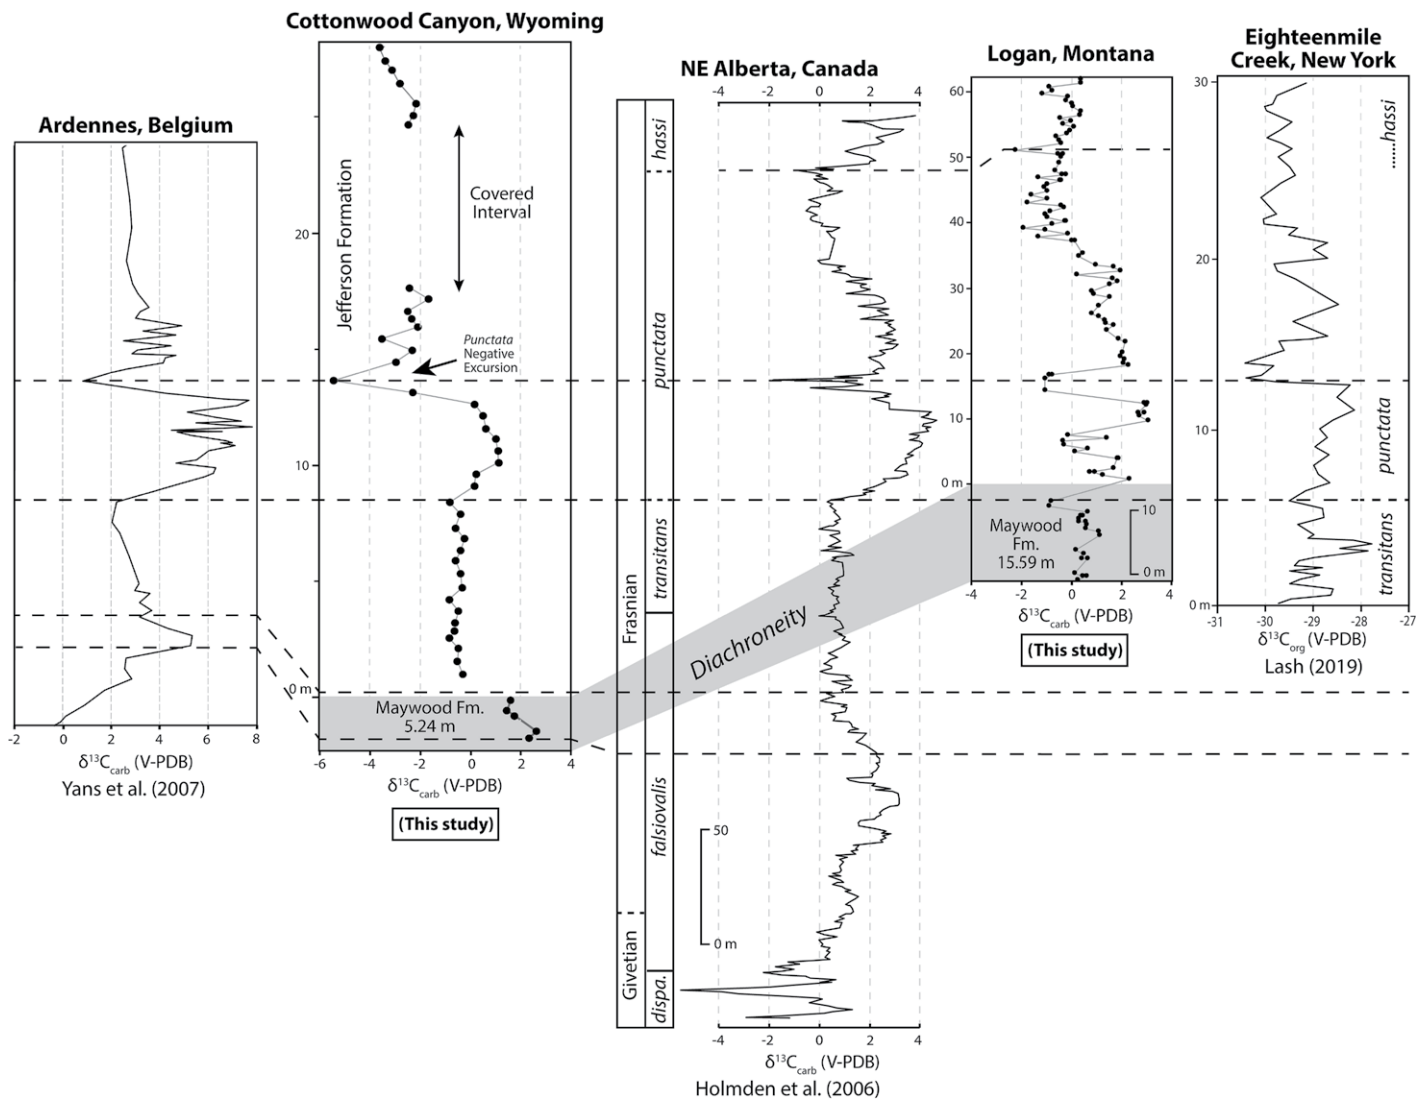 Ardennes, Belgium
-2 0 2 4 6 8
δ¹³Ccarb (V-PDB)
Yans et al. (2007)
Cottonwood Canyon, Wyoming
20
10
0 m
Jefferson Formation
Covered
Interval
Punctata
Negative
Excursion
Maywood Fm.
5.24 m
-6 -4 -2 0 2 4
δ¹³Ccarb (V-PDB)
(This study)
NE Alberta, Canada
-4 -2 0 2 4
Frasnian
Givetian
hassi
punctata
transitans
falsiovalis
dispa.
50
0 m
Diachroneity
-4 -2 0 2 4
δ¹³Ccarb (V-PDB)
Holmden et al. (2006)
Logan, Montana
60
50
40
30
20
10
0 m
Maywood
Fm.
15.59 m
10
0 m
-4 -2 0 2 4
δ¹³Ccarb (V-PDB)
(This study)
Eighteenmile
Creek, New York
30
20
10
0 m
......hassi
punctata
transitans
-31 -30 -29 -28 -27
δ¹³Corg (V-PDB)
Lash (2019)